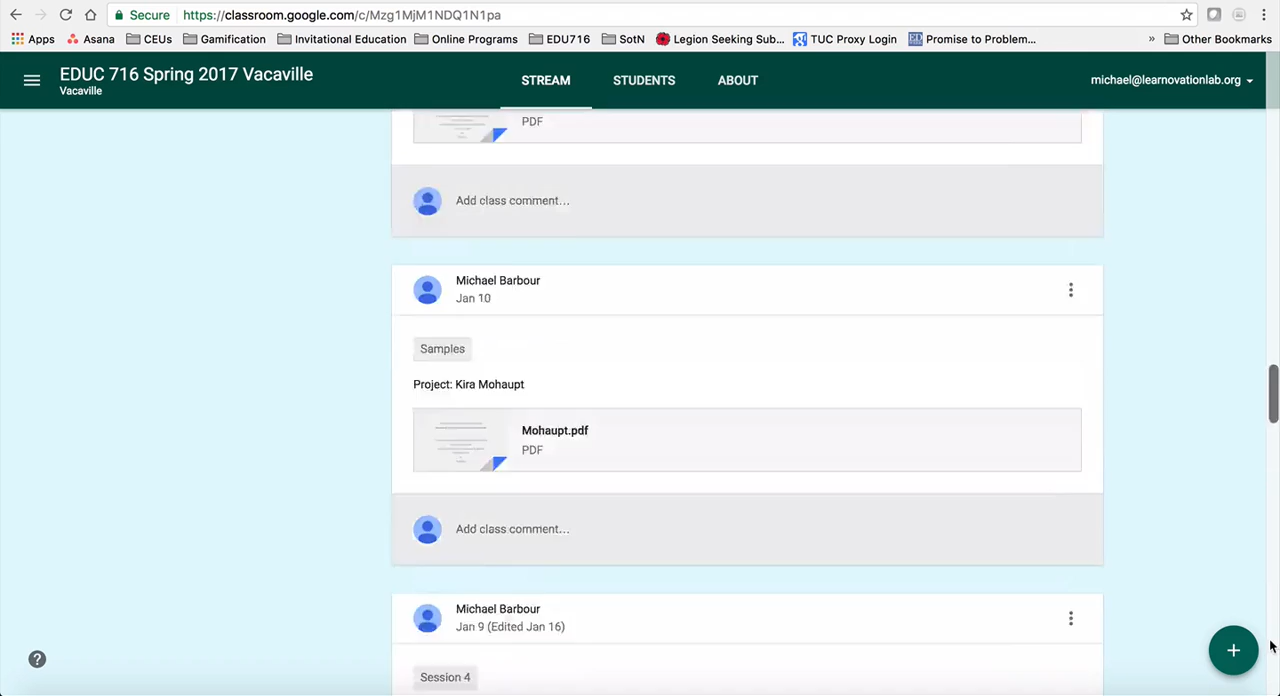 Secure https://classroom.google.com/c/Mzg1MjM1NDQ1N1pa
Apps Asana CEUs Gamification Invitational Education Online Programs EDU716 SotN Legion Seeking Sub... TUC Proxy Login Promise to Problem... » Other Bookmarks
EDUC 716 Spring 2017 Vacaville
Vacaville
STREAM STUDENTS ABOUT
michael@learnovationlab.org
PDF
Add class comment...
Michael Barbour
Jan 10
Samples
Project: Kira Mohaupt
Mohaupt.pdf
PDF
Add class comment...
Michael Barbour
Jan 9 (Edited Jan 16)
Session 4